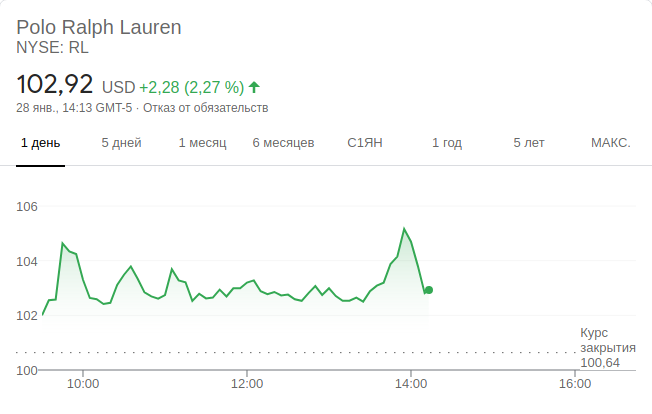 Polo Ralph Lauren
NYSE: RL
102,92 USD +2,28 (2,27 %)
28 янв., 14:13 GMT-5 · Отказ от обязательств
1 день 5 дней 1 месяц 6 месяцев С1ЯН 1 год 5 лет МАКС.
106
104
102
Курс
закрытия
100,64
100
10:00 12:00 14:00 16:00